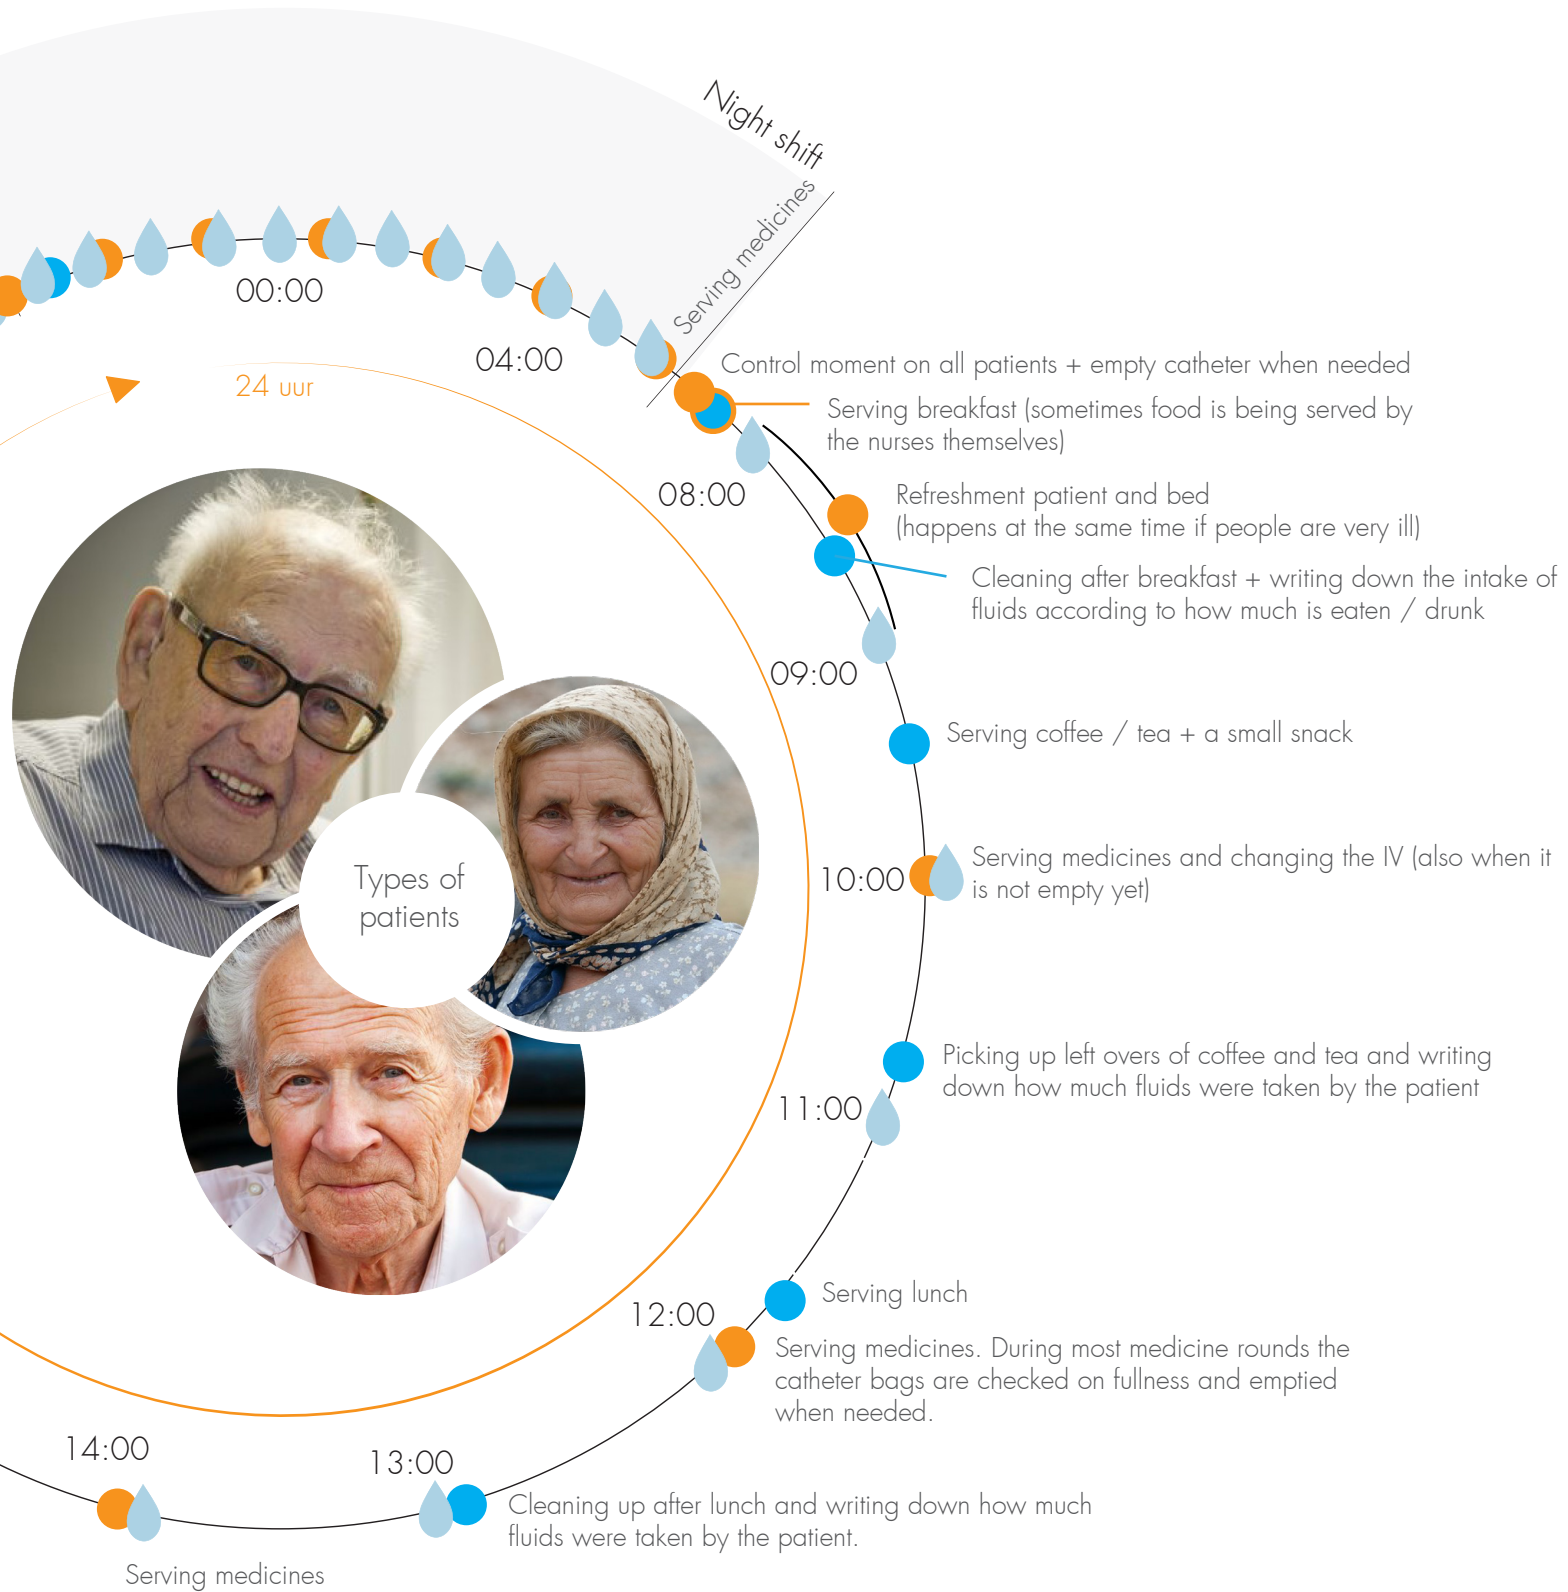 Night shift
Serving medicines
00:00
04:00
24 uur
Control moment on all patients + empty catheter when needed
Serving breakfast (sometimes food is being served by
the nurses themselves)
08:00
Refreshment patient and bed
(happens at the same time if people are very ill)
Cleaning after breakfast + writing down the intake of
fluids according to how much is eaten / drunk
09:00
Serving coffee / tea + a small snack
Types of
patients
10:00
Serving medicines and changing the IV (also when it
is not empty yet)
Picking up left overs of coffee and tea and writing
down how much fluids were taken by the patient
11:00
Serving lunch
12:00
Serving medicines. During most medicine rounds the
catheter bags are checked on fullness and emptied
when needed.
14:00
13:00
Cleaning up after lunch and writing down how much
fluids were taken by the patient.
Serving medicines